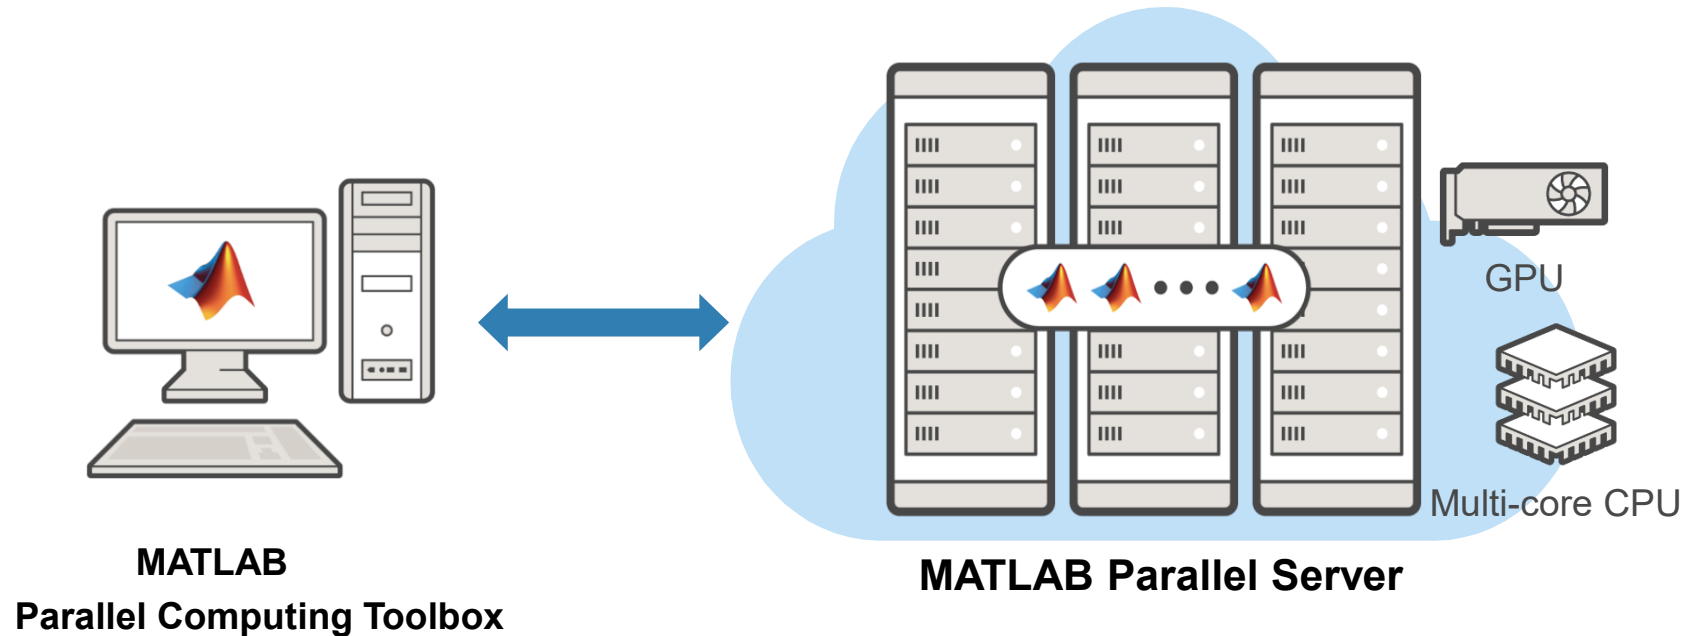 MATLAB
Parallel Computing Toolbox
GPU
Multi-core CPU
MATLAB Parallel Server